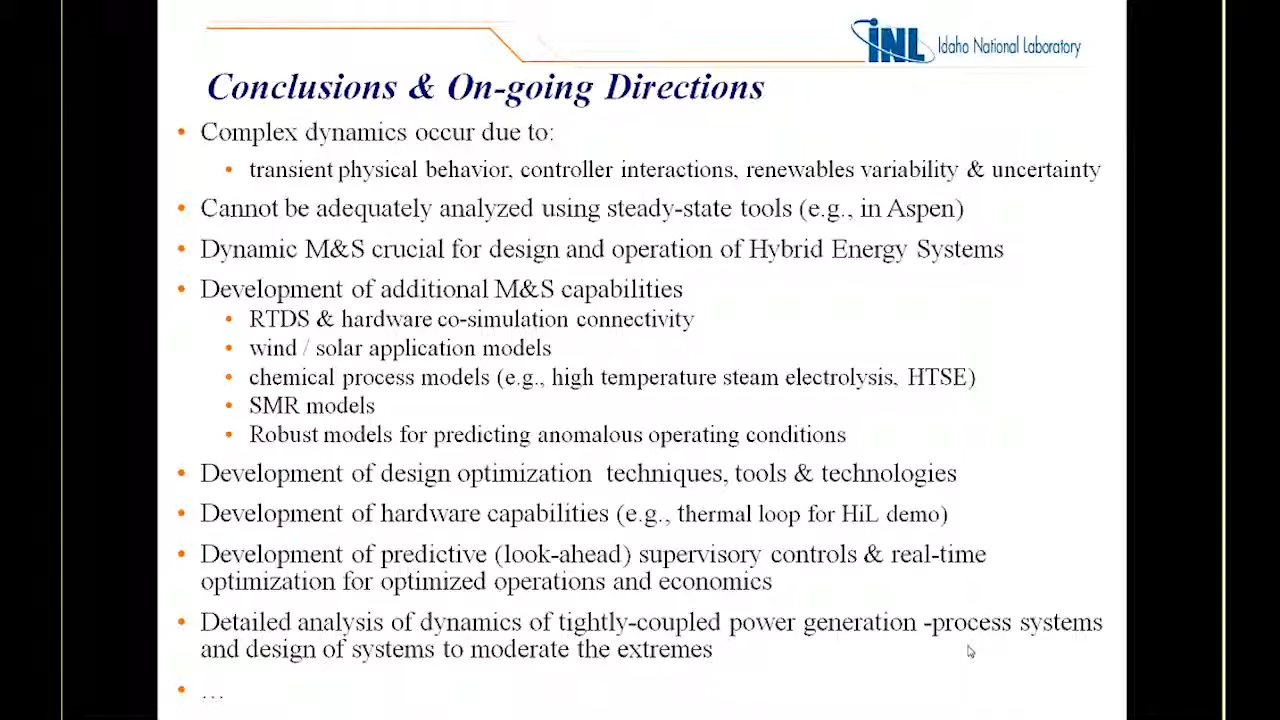 INL Idaho National Laboratory
Conclusions & On-going Directions
• Complex dynamics occur due to:
• transient physical behavior, controller interactions, renewables variability & uncertainty
• Cannot be adequately analyzed using steady-state tools (e.g., in Aspen)
• Dynamic M&S crucial for design and operation of Hybrid Energy Systems
• Development of additional M&S capabilities
• RTDS & hardware co-simulation connectivity
• wind / solar application models
• chemical process models (e.g., high temperature steam electrolysis, HTSE)
• SMR models
• Robust models for predicting anomalous operating conditions
• Development of design optimization techniques, tools & technologies
• Development of hardware capabilities (e.g., thermal loop for HiL demo)
• Development of predictive (look-ahead) supervisory controls & real-time
optimization for optimized operations and economics
• Detailed analysis of dynamics of tightly-coupled power generation -process systems
and design of systems to moderate the extremes
• …